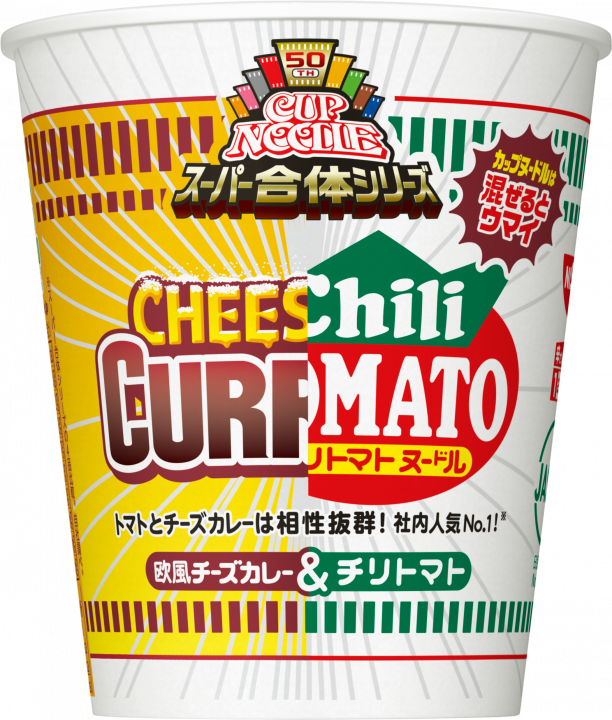 50
TH
CUP
NOODLE
スーパー合体シリーズ
カップヌードルは
混ぜると
ウマイ
CHEES
CURR
Chili
OMATO
リトマト ヌードル
トマトとチーズカレーは相性抜群！社内人気No.1！※
欧風チーズカレー&チリトマト